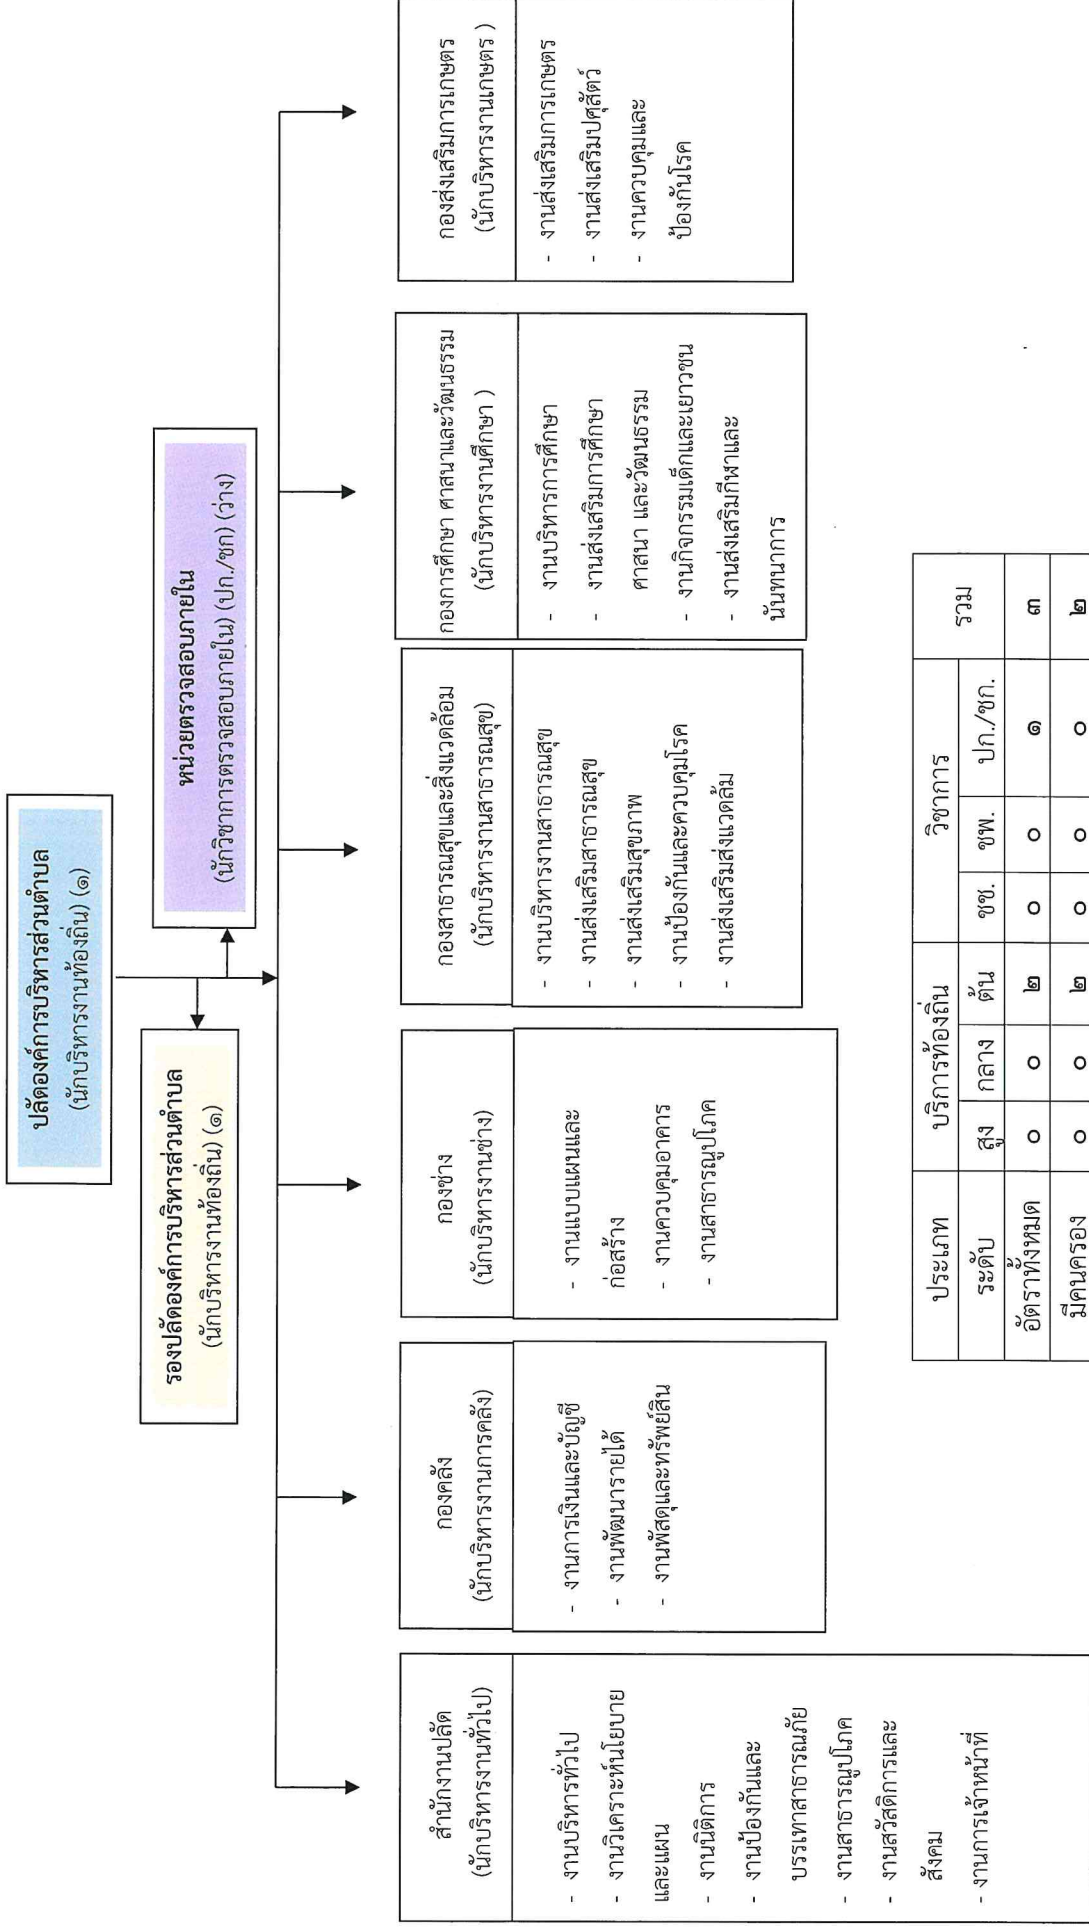 ปลัดองค์การบริหารส่วนตำบล
(นักบริหารงานท้องถิ่น) (๑)
รองปลัดองค์การบริหารส่วนตำบล
(นักบริหารงานท้องถิ่น) (๑)
หน่วยตรวจสอบภายใน
(นักวิชาการตรวจสอบภายใน) (ปก./ชก) (ว่าง)
สำนักงานปลัด
(นักบริหารงานทั่วไป)
- งานบริหารทั่วไป
- งานวิเคราะห์นโยบาย
และแผน
- งานนิติการ
- งานป้องกันและ
บรรเทาสาธารณภัย
- งานสาธารณูปโภค
- งานสวัสดิการและ
สังคม
- งานการเจ้าหน้าที่
กองคลัง
(นักบริหารงานการคลัง)
- งานการเงินและบัญชี
- งานพัฒนารายได้
- งานพัสดุและทรัพย์สิน
กองช่าง
(นักบริหารงานช่าง)
- งานแบบแผนและ
ก่อสร้าง
- งานควบคุมอาคาร
- งานสาธารณูปโภค
กองสาธารณสุขและสิ่งแวดล้อม
(นักบริหารงานสาธารณสุข)
- งานบริหารงานสาธารณสุข
- งานส่งเสริมสาธารณสุข
- งานส่งเสริมสุขภาพ
- งานป้องกันและควบคุมโรค
- งานส่งเสริมส่งแวดล้ม
กองการศึกษา ศาสนาและวัฒนธรรม
(นักบริหารงานศึกษา )
- งานบริหารการศึกษา
- งานส่งเสริมการศึกษา
ศาสนา และวัฒนธรรม
- งานกิจกรรมเด็กและเยาวชน
- งานส่งเสริมกีฬาและ
นันทนาการ
กองส่งเสริมการเกษตร
(นักบริหารงานเกษตร )
- งานส่งเสริมการเกษตร
- งานส่งเสริมปศุสัตว์
- งานควบคุมและ
ป้องกันโรค
ประเภท บริการท้องถิ่น วิชาการ รวม
ระดับ สูง กลาง ต้น ชช. ชพ. ปก./ชก.
อัตราทั้งหมด ๐ ๐ ๒ ๐ ๐ ๑ ๓
มีคนครอง ๐ ๐ ๒ ๐ ๐ ๐ ๒